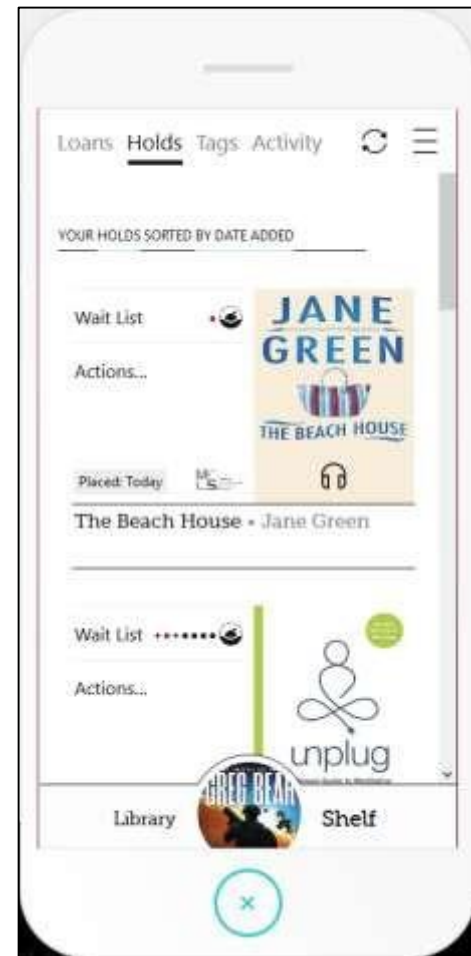 Loans Holds Tags Activity
YOUR HOLDS SORTED BY DATE ADDED
Wait List
Actions...
JANE
GREEN
THE BEACH HOUSE
Placed: Today
The Beach House • Jane Green
Wait List
Actions...
unplug
GREG BEAR
Library
Shelf